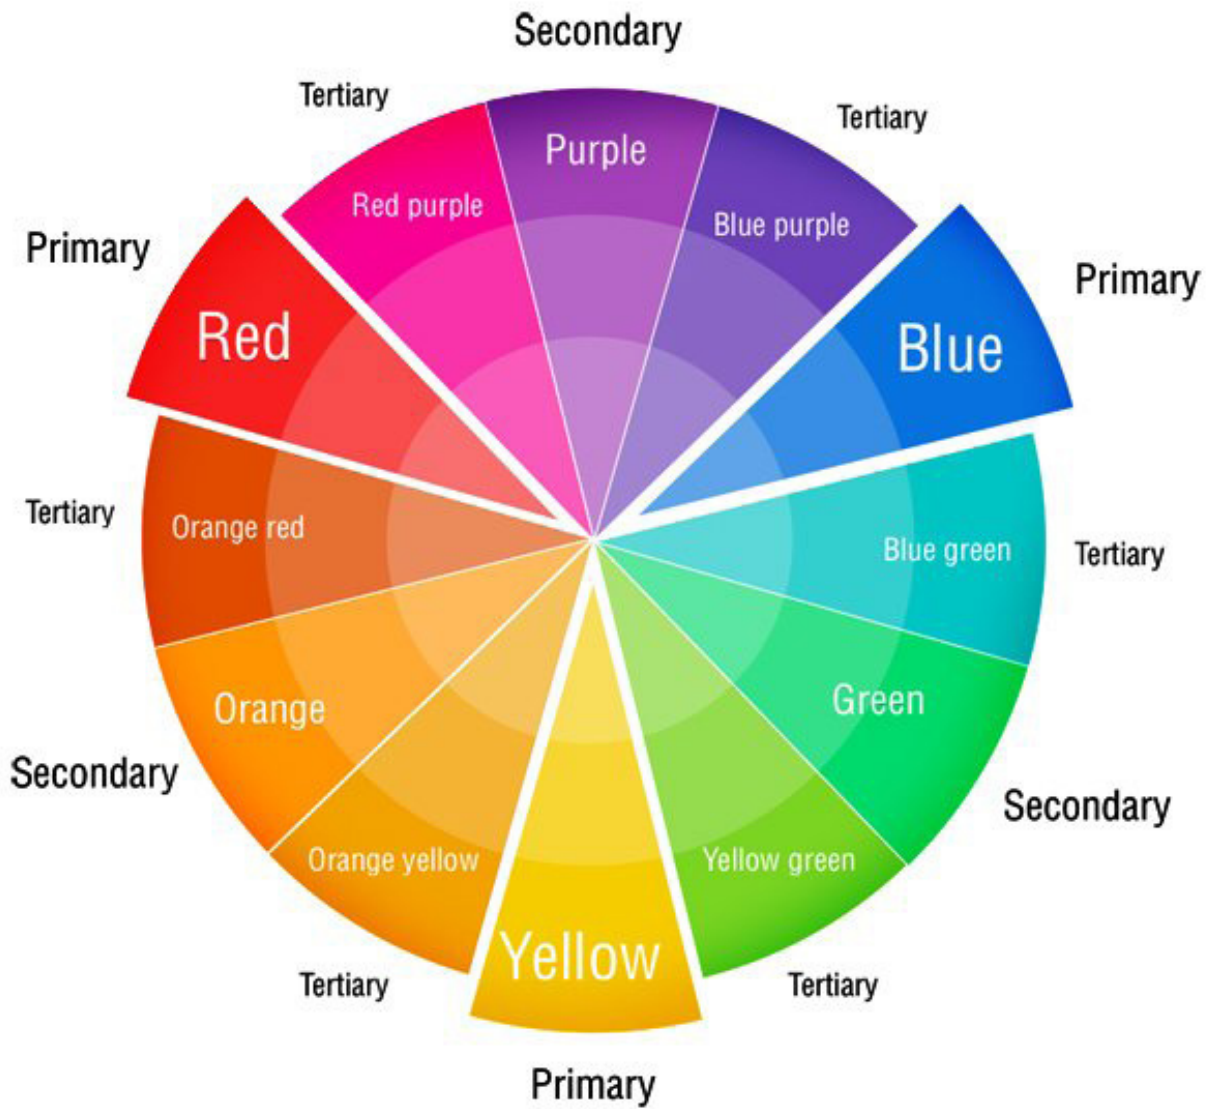 Secondary
Tertiary
Tertiary
Purple
Red purple
Blue purple
Primary
Primary
Red
Blue
Tertiary
Orange red
Blue green
Tertiary
Orange
Green
Secondary
Secondary
Orange yellow
Yellow green
Yellow
Tertiary
Tertiary
Primary